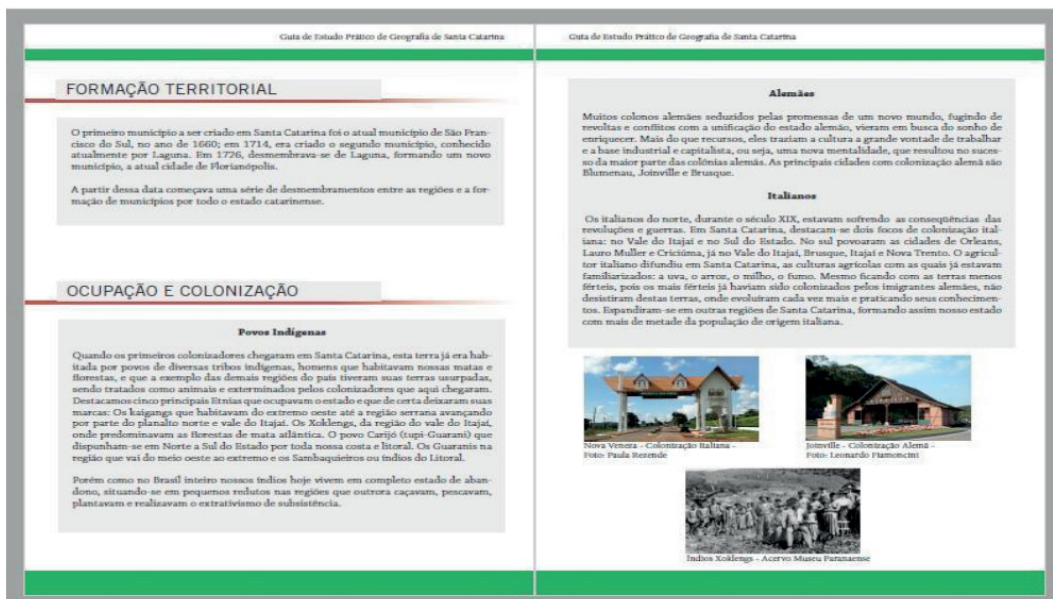 Guia de Estudo Prático de Geografia de Santa Catarina
FORMAÇÃO TERRITORIAL
O primeiro município a ser criado em Santa Catarina foi o atual município de São Fran-
cisco do Sul, no ano de 1660; em 1714, era criado o segundo município, conhecido
atualmente por Laguna. Em 1726, desmembrava-se de Laguna, formando um novo
município, a atual cidade de Florianópolis.
A partir dessa data começava uma série de desmembramentos entre as regiões e a for-
mação de municípios por todo o estado catarinense.
OCUPAÇÃO E COLONIZAÇÃO
Povos Indígenas
Quando os primeiros colonizadores chegaram em Santa Catarina, esta terra já era hab-
itada por povos de diversas tribos indígenas, homens que habitavam nossas matas e
florestas, e que a exemplo das demais regiões do país tiveram suas terras usurpadas,
sendo tratados como animais e exterminados pelos colonizadores que aqui chegaram.
Destacamos cinco principais Etnias que ocupavam o estado e que de certa deixaram suas
marcas: Os kaigangs que habitavam do extremo oeste até a região serrana avançando
por parte do planalto norte e vale do Itajaí. Os Xoklengs, da região do vale do Itajaí,
onde predominavam as florestas de mata atlântica. O povo Carijó (tupi-Guarani) que
dispunham-se em Norte a Sul do Estado por toda nossa costa e litoral. Os Guaranis na
região que vai do meio oeste ao extremo e os Sambaquieiros ou índios do Litoral.
Porém como no Brasil inteiro nossos índios hoje vivem em completo estado de aban-
dono, situando-se em pequenos redutos nas regiões que outrora caçavam, pescavam,
plantavam e realizavam o extrativismo de subsistência.
Guia de Estudo Prático de Geografia de Santa Catarina
Alemães
Muitos colonos alemães seduzidos pelas promessas de um novo mundo, fugindo de
revoltas e conflitos com a unificação do estado alemão, vieram em busca do sonho de
enriquecer. Mais do que recursos, eles traziam a cultura a grande vontade de trabalhar
e a base industrial e capitalista, ou seja, uma nova mentalidade, que resultou no suces-
so da maior parte das colônias alemãs. As principais cidades com colonização alemã são
Blumenau, Joinville e Brusque.
Italianos
Os italianos do norte, durante o século XIX, estavam sofrendo as conseqüências das
revoluções e guerras. Em Santa Catarina, destacam-se dois focos de colonização ital-
iana: no Vale do Itajaí e no Sul do Estado. No sul povoaram as cidades de Orleans,
Lauro Muller e Criciúma, já no Vale do Itajaí, Brusque, Itajaí e Nova Trento. O agricul-
tor italiano difundiu em Santa Catarina, as culturas agrícolas com as quais já estavam
familiarizados: a uva, o arroz, o milho, o fumo. Mesmo ficando com as terras menos
férteis, pois os mais férteis já haviam sido colonizados pelos imigrantes alemães, não
desistiram destas terras, onde evoluíram cada vez mais e praticando seus conhecimen-
tos. Espandiram-se em outras regiões de Santa Catarina, formando assim nosso estado
com mais de metade da população de origem italiana.
Nova Veneza - Colonização Italiana -
Foto: Paula Rezende
Joinville - Colonização Alemã -
Foto: Leonardo Fiamoncini
Índios Xoklengs - Acervo Museu Paranaense